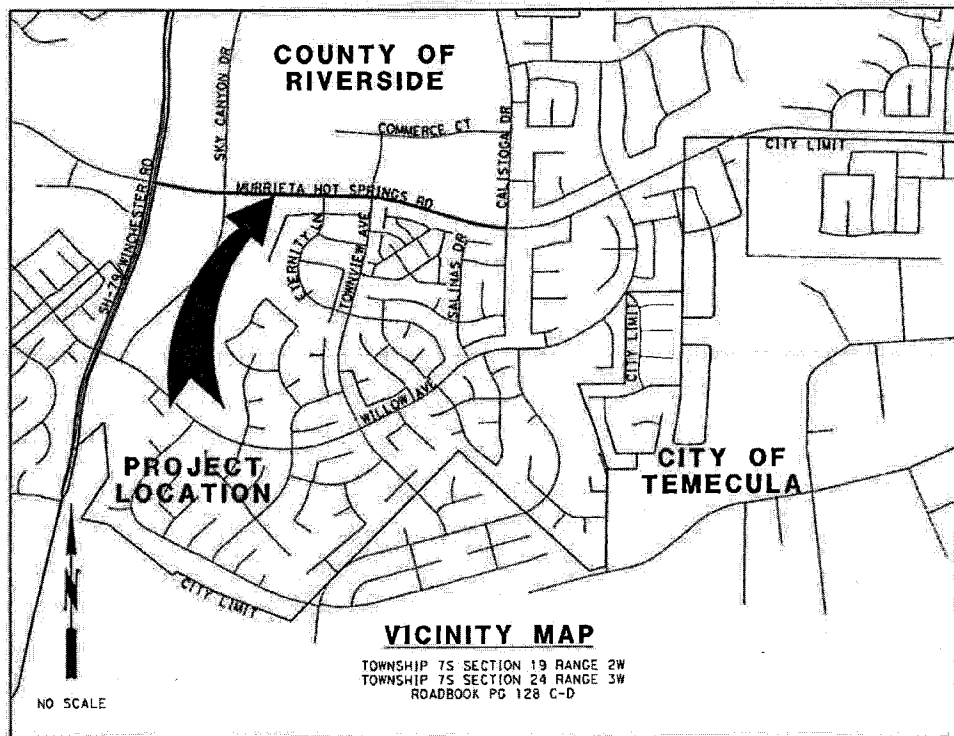 COUNTY OF
RIVERSIDE
SKY CANYON DR
COMMERCE CT
CALISTOGA DR
CITY LIMIT
MURRIETA HOT SPRINGS RD
SH-79/WINCHESTER RD
ETERNITY LN
TOWNVIEW AVE
SALINAS DR
CITY LIMIT
WILLOW AVE
PROJECT
LOCATION
CITY OF
TEMECULA
N
CITY LIMIT
VICINITY MAP
TOWNSHIP 7S SECTION 19 RANGE 2W
TOWNSHIP 7S SECTION 24 RANGE 3W
ROADBOOK PG 128 C-D
NO SCALE